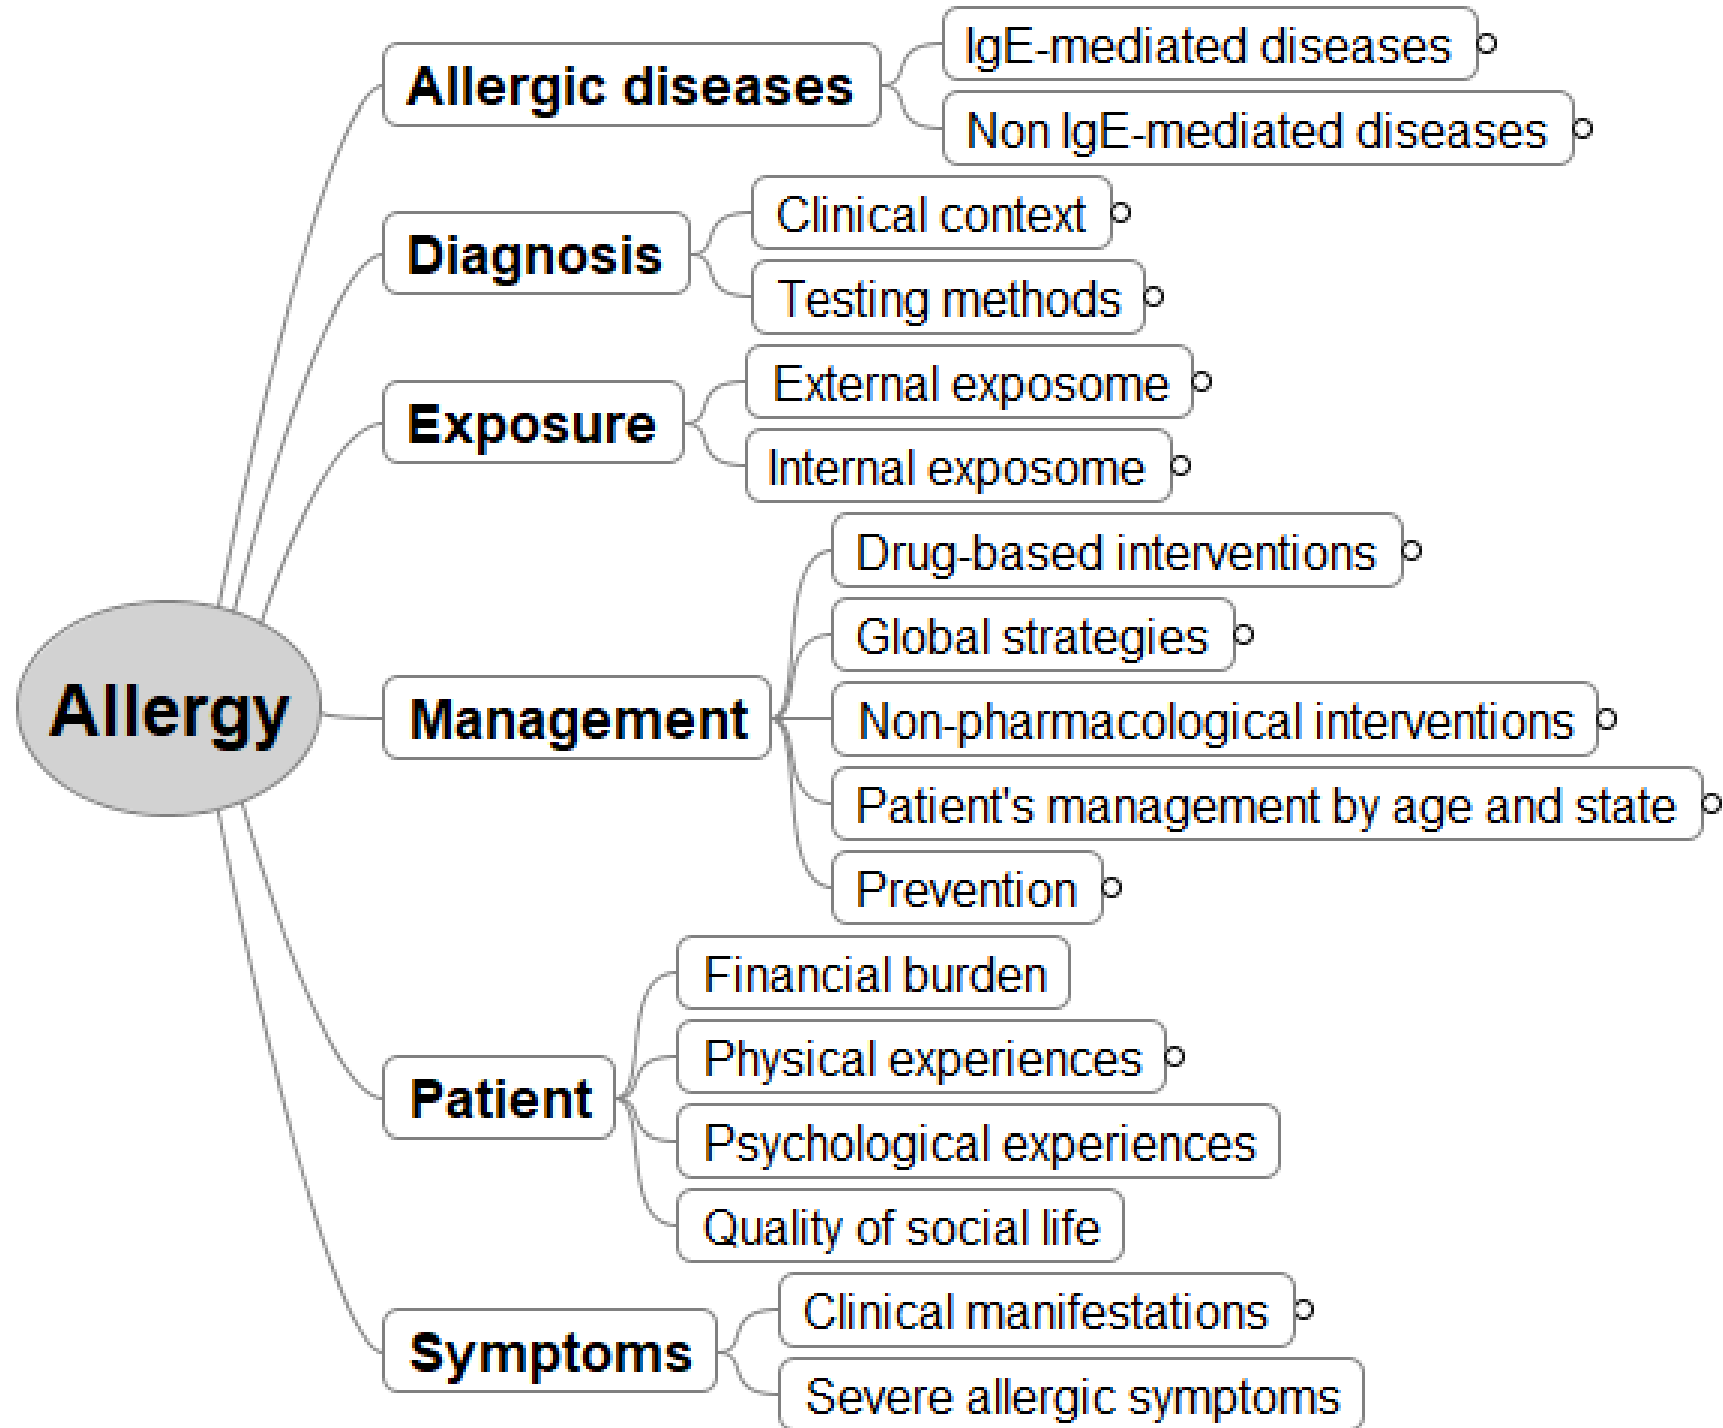 Allergy
Allergic diseases
IgE-mediated diseases
Non IgE-mediated diseases
Diagnosis
Clinical context
Testing methods
Exposure
External exposome
Internal exposome
Management
Drug-based interventions
Global strategies
Non-pharmacological interventions
Patient's management by age and state
Prevention
Patient
Financial burden
Physical experiences
Psychological experiences
Quality of social life
Symptoms
Clinical manifestations
Severe allergic symptoms